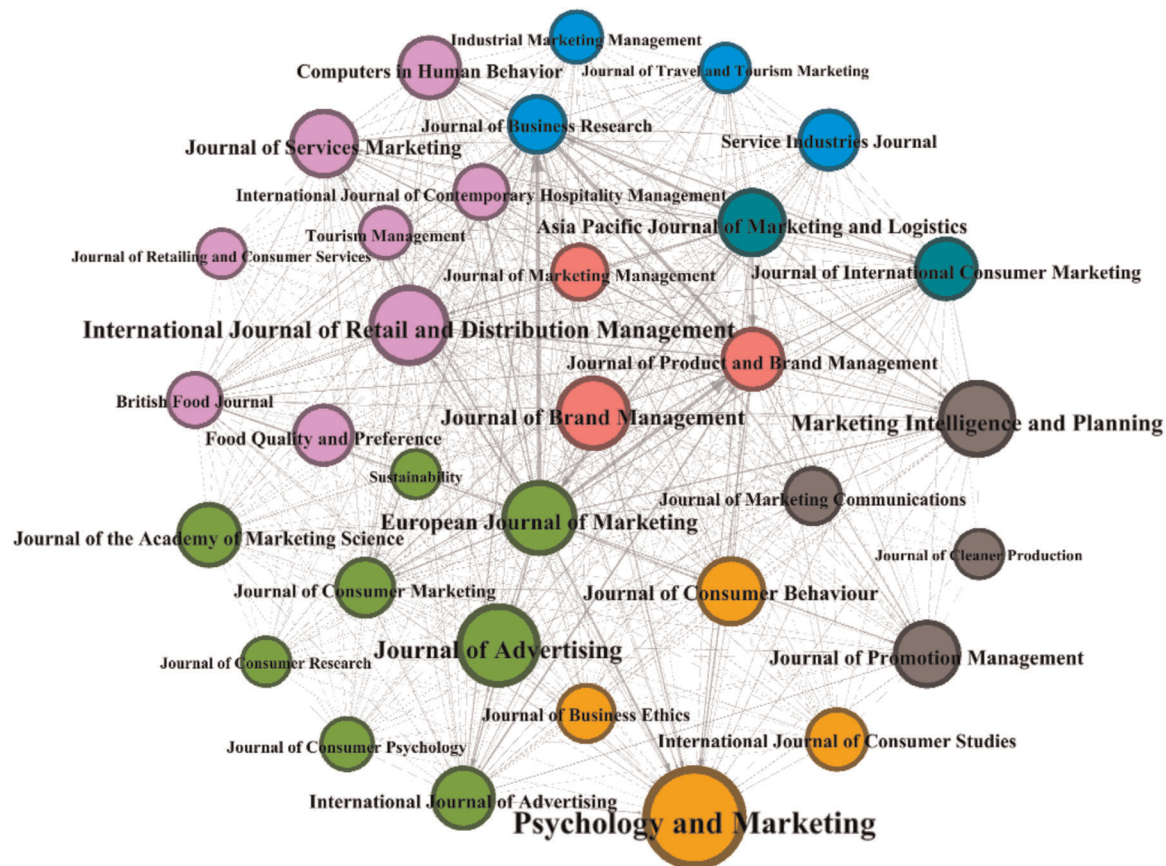 Industrial Marketing Management
Computers in Human Behavior
Journal of Travel and Tourism Marketing
Journal of Business Research
Service Industries Journal
Journal of Services Marketing
International Journal of Contemporary Hospitality Management
Asia Pacific Journal of Marketing and Logistics
Tourism Management
Journal of Retailing and Consumer Services
Journal of Marketing Management
Journal of International Consumer Marketing
International Journal of Retail and Distribution Management
Journal of Product and Brand Management
British Food Journal
Journal of Brand Management
Marketing Intelligence and Planning
Food Quality and Preference
Sustainability
Journal of Marketing Communications
European Journal of Marketing
Journal of the Academy of Marketing Science
Journal of Cleaner Production
Journal of Consumer Marketing
Journal of Consumer Behaviour
Journal of Advertising
Journal of Promotion Management
Journal of Consumer Research
Journal of Business Ethics
International Journal of Consumer Studies
Journal of Consumer Psychology
International Journal of Advertising
Psychology and Marketing